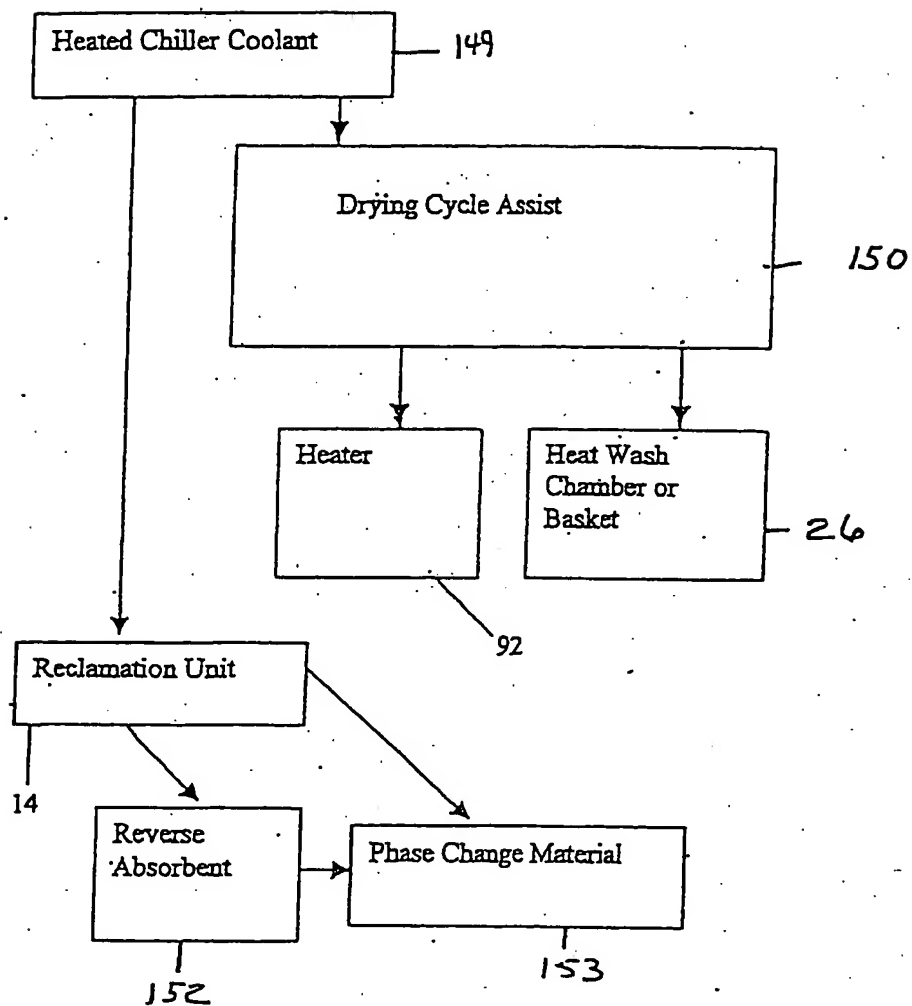 Heated Chiller Coolant
149
Drying Cycle Assist
150
Heater
Heat Wash
Chamber or
Basket
26
92
Reclamation Unit
14
Reverse
Absorbent
Phase Change Material
152
153